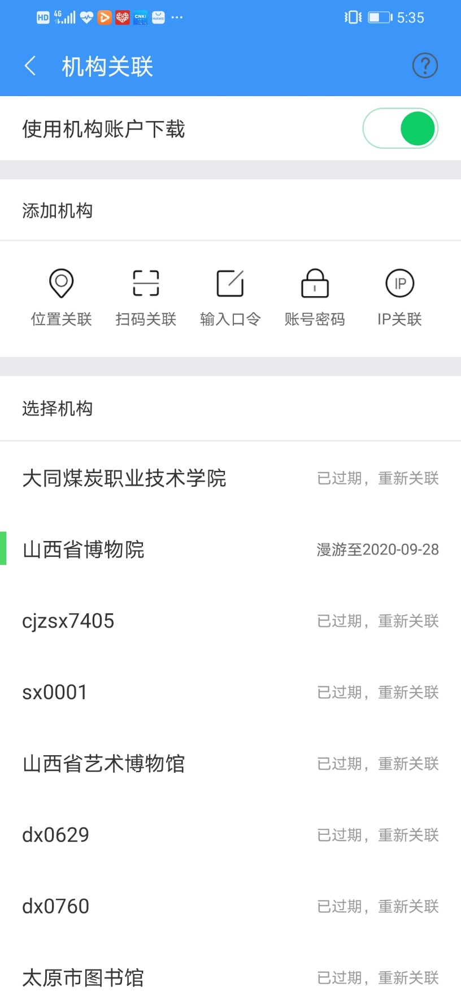 HD 4G CNKI HUAWEI ... 5:35
机构关联 ?
使用机构账户下载
添加机构
位置关联 扫码关联 输入口令 账号密码 IP关联
IP
选择机构
大同煤炭职业技术学院 已过期，重新关联
山西省博物院 漫游至2020-09-28
cjzsx7405 已过期，重新关联
sx0001 已过期，重新关联
山西省艺术博物馆 已过期，重新关联
dx0629 已过期，重新关联
dx0760 已过期，重新关联
太原市图书馆 已过期，重新关联